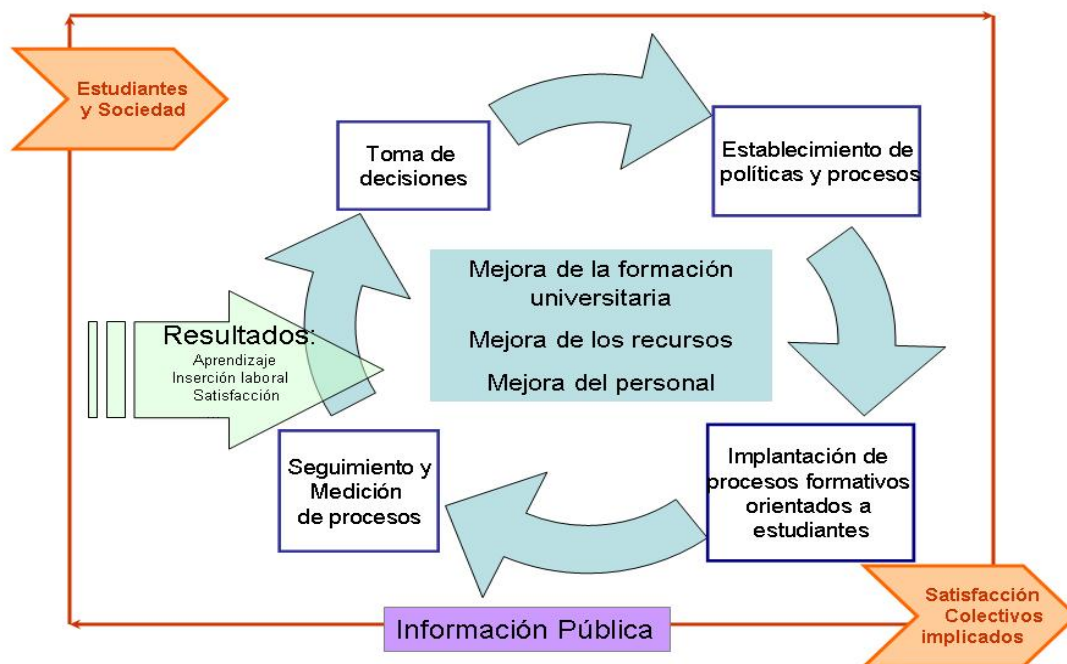 Estudiantes
y Sociedad
Toma de
decisiones
Establecimiento de
políticas y procesos
Mejora de la formación
universitaria
Mejora de los recursos
Mejora del personal
Resultados:
Aprendizaje
Inserción laboral
Satisfacción
...
Seguimiento y
Medición
de procesos
Implantación de
procesos formativos
orientados a
estudiantes
Información Pública
Satisfacción
Colectivos
implicados